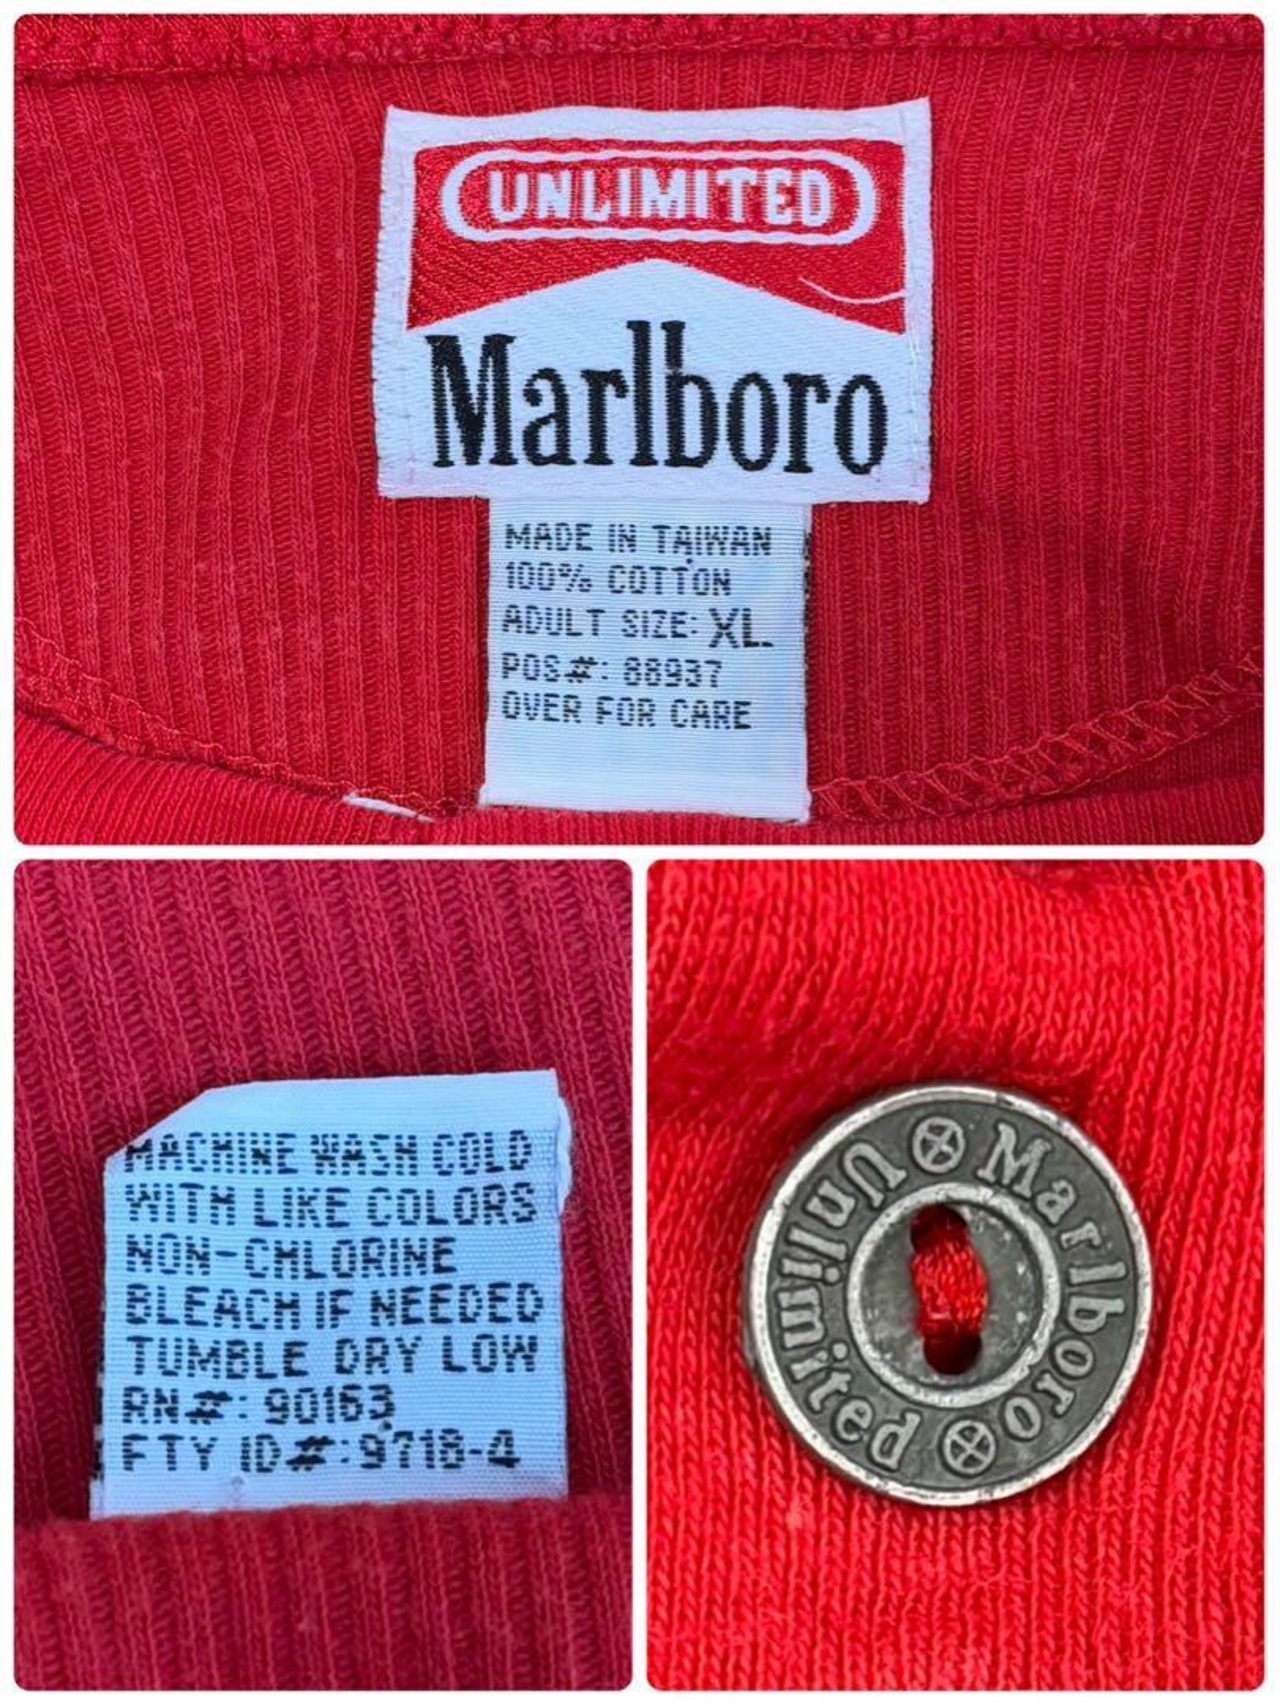 UNLIMITED
Marlboro
MADE IN TAIWAN
100% COTTON
ADULT SIZE: XL
POS#: 88937
OVER FOR CARE
MACHINE WASH COLD
WITH LIKE COLORS
NON-CHLORINE
BLEACH IF NEEDED
TUMBLE DRY LOW
RN#: 90163
FTY ID#: 9718-4
Marlboro
Unlimited